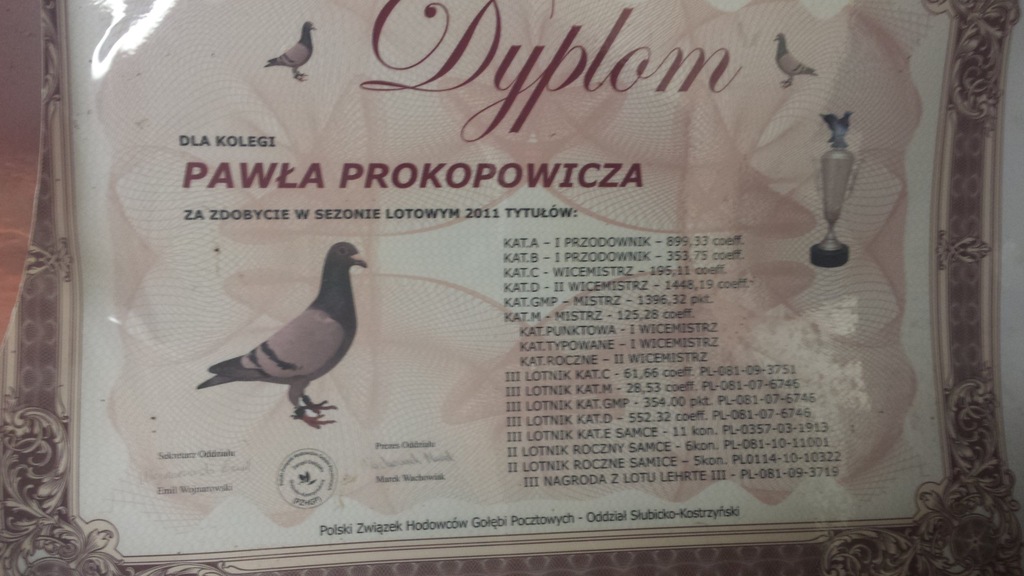 Dyplom
DLA KOLEGI
PAWŁA PROKOPOWICZA
ZA ZDOBYCIE W SEZONIE LOTOWYM 2011 TYTUŁÓW:
KAT.A – I PRZODOWNIK – 899,33 coeff.
KAT.B – I PRZODOWNIK – 353,75 coeff.
KAT.C - WICEMISTRZ – 195,11 coeff.
KAT.D - II WICEMISTRZ – 1448,19 coeff.
KAT.GMP – MISTRZ – 1396,32 pkt.
KAT.M - MISTRZ - 125,28 coeff.
KAT.PUNKTOWA - I WICEMISTRZ
KAT.TYPOWANE – I WICEMISTRZ
KAT.ROCZNE – II WICEMISTRZ
III LOTNIK KAT.C - 61,66 coeff. PL-081-09-3751
III LOTNIK KAT.M - 28,53 coeff. PL-081-07-6746
III LOTNIK KAT.GMP - 354.00 pkt. PL-081-07-6746
III LOTNIK KAT.D – 552.32 coeff. PL-081-07-6746
III LOTNIK KAT.E SAMCE - 11 kon. PL-0357-03-1913
II LOTNIK ROCZNY SAMCE – 6kon. PL-081-10-11001
II LOTNIK ROCZNE SAMICE – 5kon. PL0114-10-10322
III NAGRODA Z LOTU LEHRTE III - PL-081-09-3719
Sekretarz Oddziału
Emil Wojnarowski
Prezes Oddziału
Marek Wachowiak
Polski Związek Hodowców Gołębi Pocztowych - Oddział Słubicko-Kostrzyński